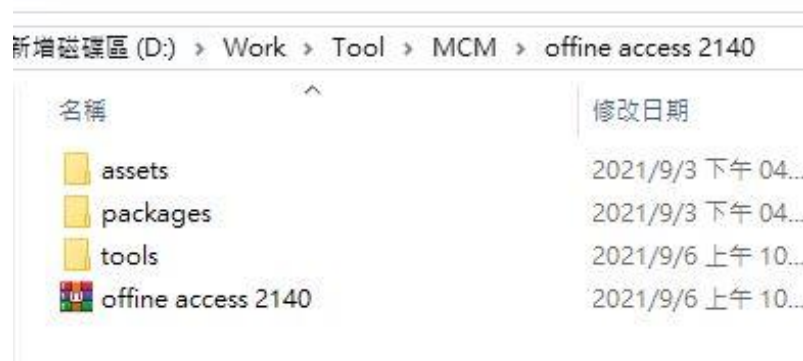 新增磁碟區 (D:) › Work › Tool › MCM › offine access 2140
名稱 修改日期
assets 2021/9/3 下午 04...
packages 2021/9/3 下午 04...
tools 2021/9/6 上午 10...
offine access 2140 2021/9/6 上午 10...